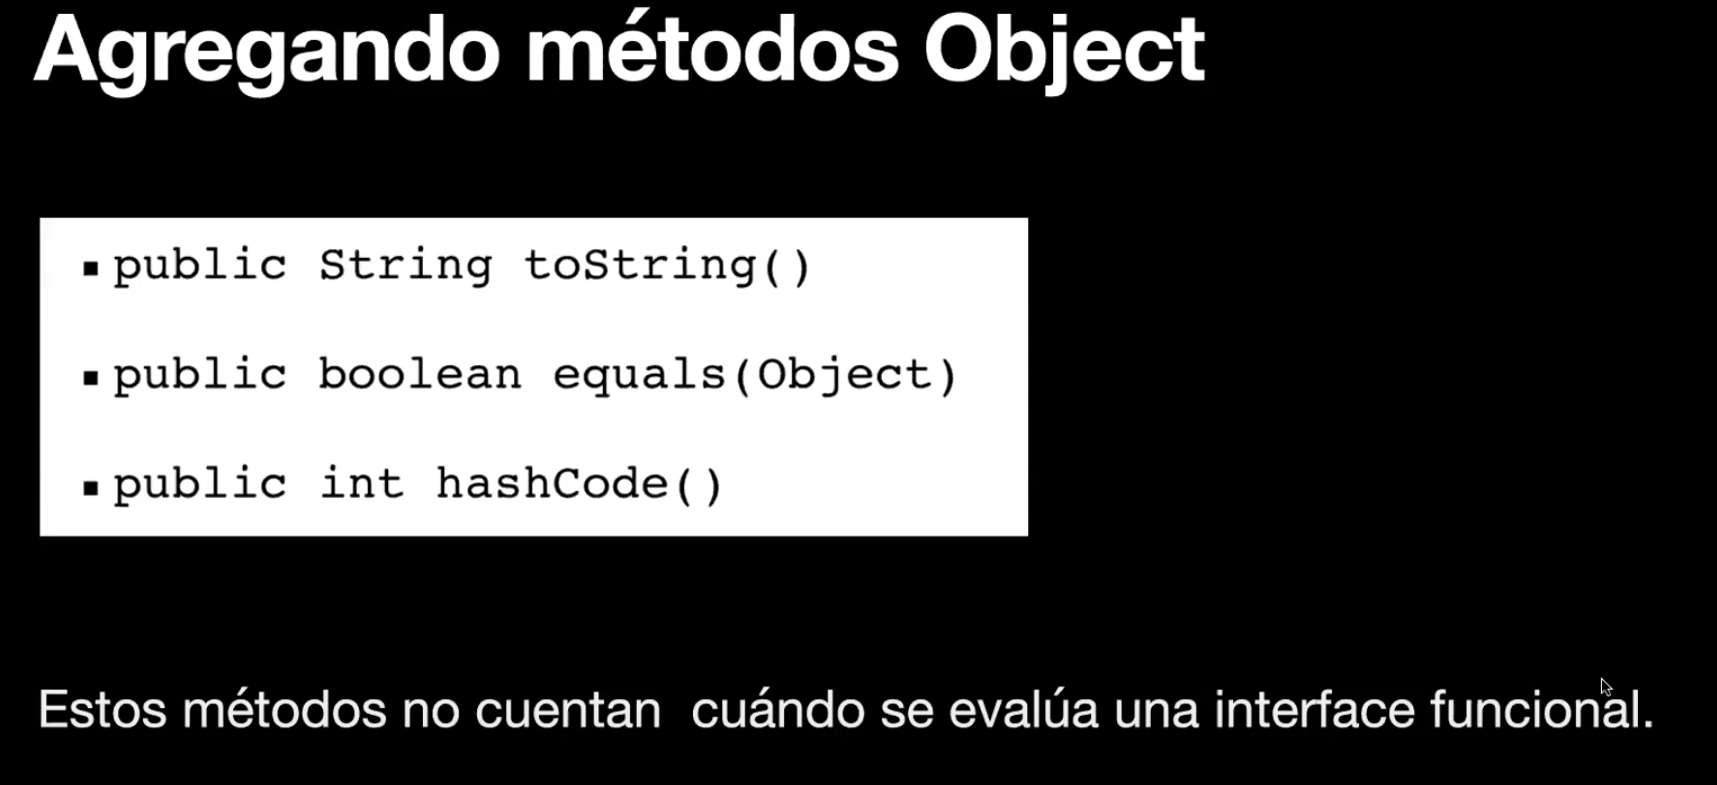 Agregando métodos Object
▪ public String toString()
▪ public boolean equals(Object)
▪ public int hashCode()
Estos métodos no cuentan  cuándo se evalúa una interface funcional.